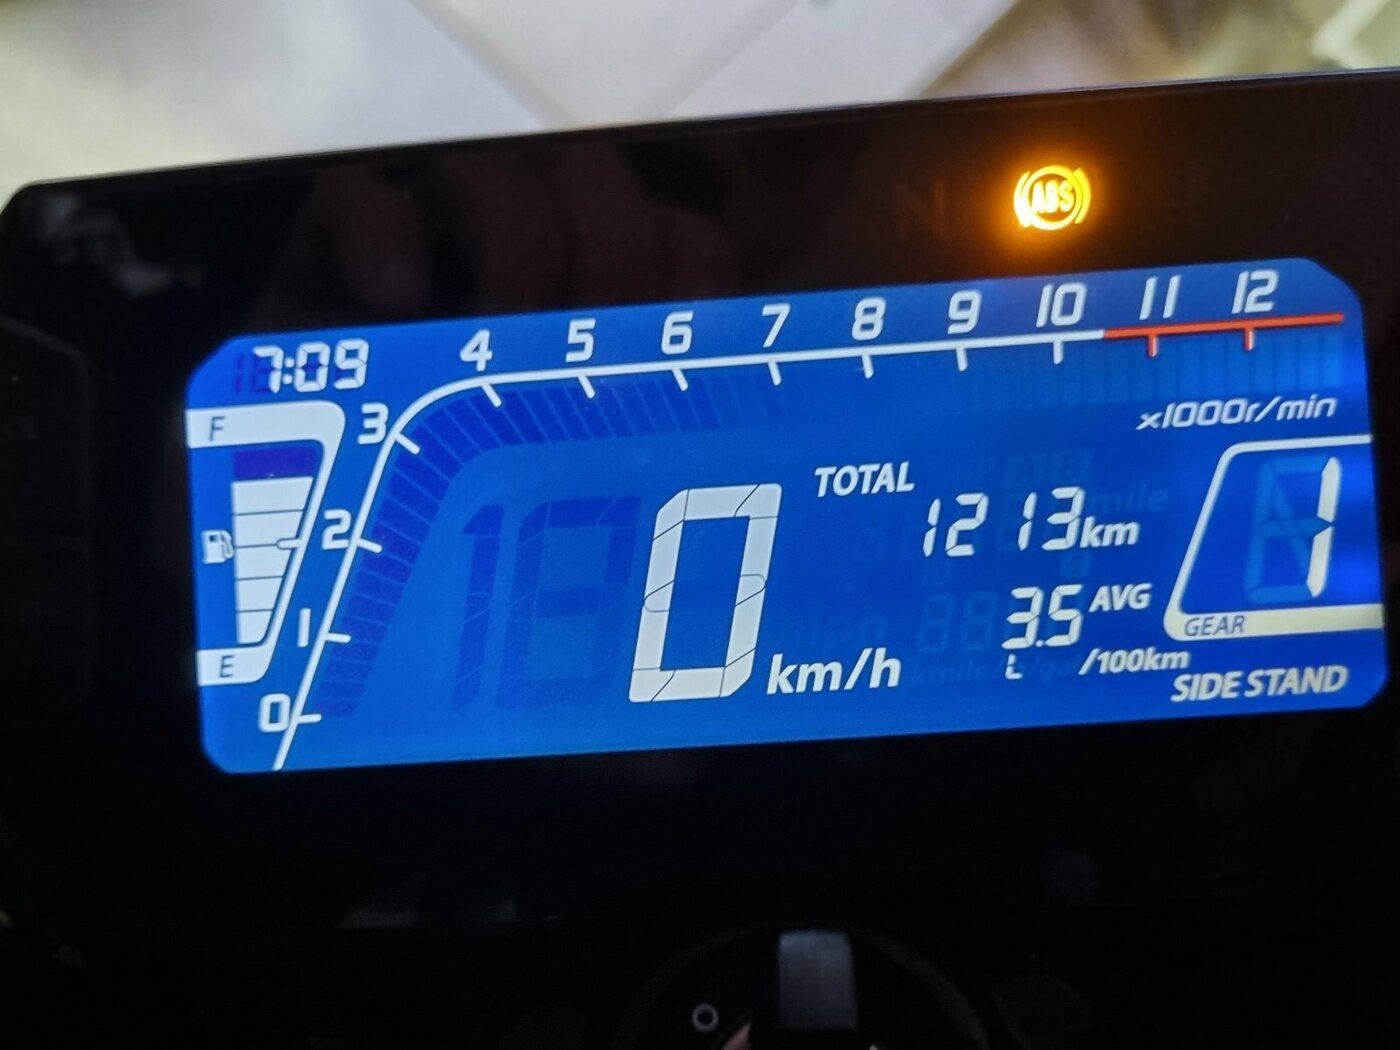 ABS
4 5 6 7 8 9 10 11 12
7:09
F
3
x1000r/min
TOTAL
1213km
2
0
km/h
3.5 AVG
L /100km
1
GEAR
1
E
SIDE STAND
0